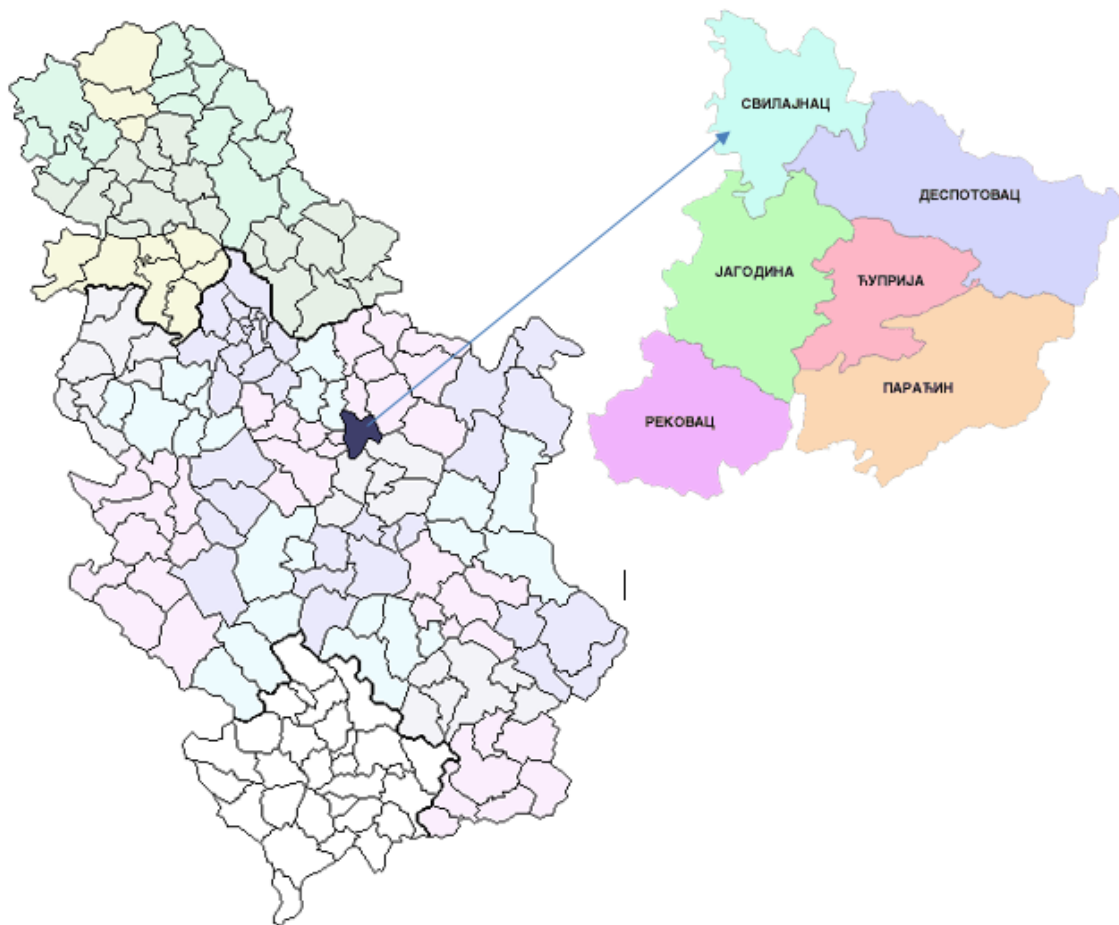 СВИЛАЈНАЦ
ДЕСПОТОВАЦ
ЈАГОДИНА
ЋУПРИЈА
ПАРАЋИН
РЕКОВАЦ